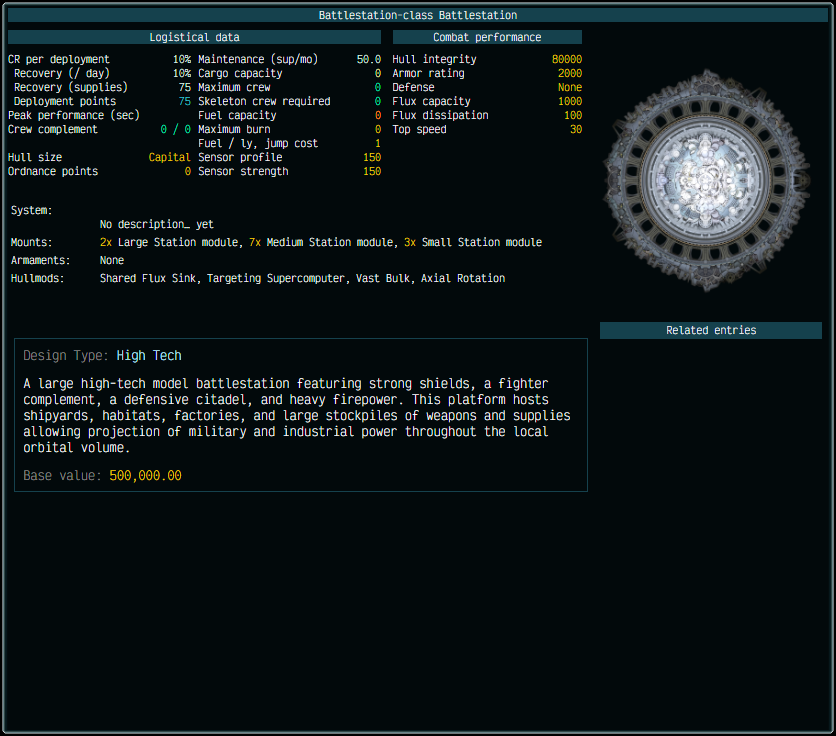 Battlestation-class Battlestation
Logistical data
CR per deployment 10% Maintenance (sup/mo) 50.0
Recovery (/ day) 10% Cargo capacity 0
Recovery (supplies) 75 Maximum crew 0
Deployment points 75 Skeleton crew required 0
Peak performance (sec) Fuel capacity 0
Crew complement 0 / 0 Maximum burn 0
Fuel / ly, jump cost 1
Hull size Capital Sensor profile 150
Ordnance points 0 Sensor strength 150
Combat performance
Hull integrity 80000
Armor rating 2000
Defense None
Flux capacity 1000
Flux dissipation 100
Top speed 30
System:
No description… yet
Mounts: 2x Large Station module, 7x Medium Station module, 3x Small Station module
Armaments: None
Hullmods: Shared Flux Sink, Targeting Supercomputer, Vast Bulk, Axial Rotation
Related entries
Design Type: High Tech
A large high-tech model battlestation featuring strong shields, a fighter
complement, a defensive citadel, and heavy firepower. This platform hosts
shipyards, habitats, factories, and large stockpiles of weapons and supplies
allowing projection of military and industrial power throughout the local
orbital volume.
Base value: 500,000.00